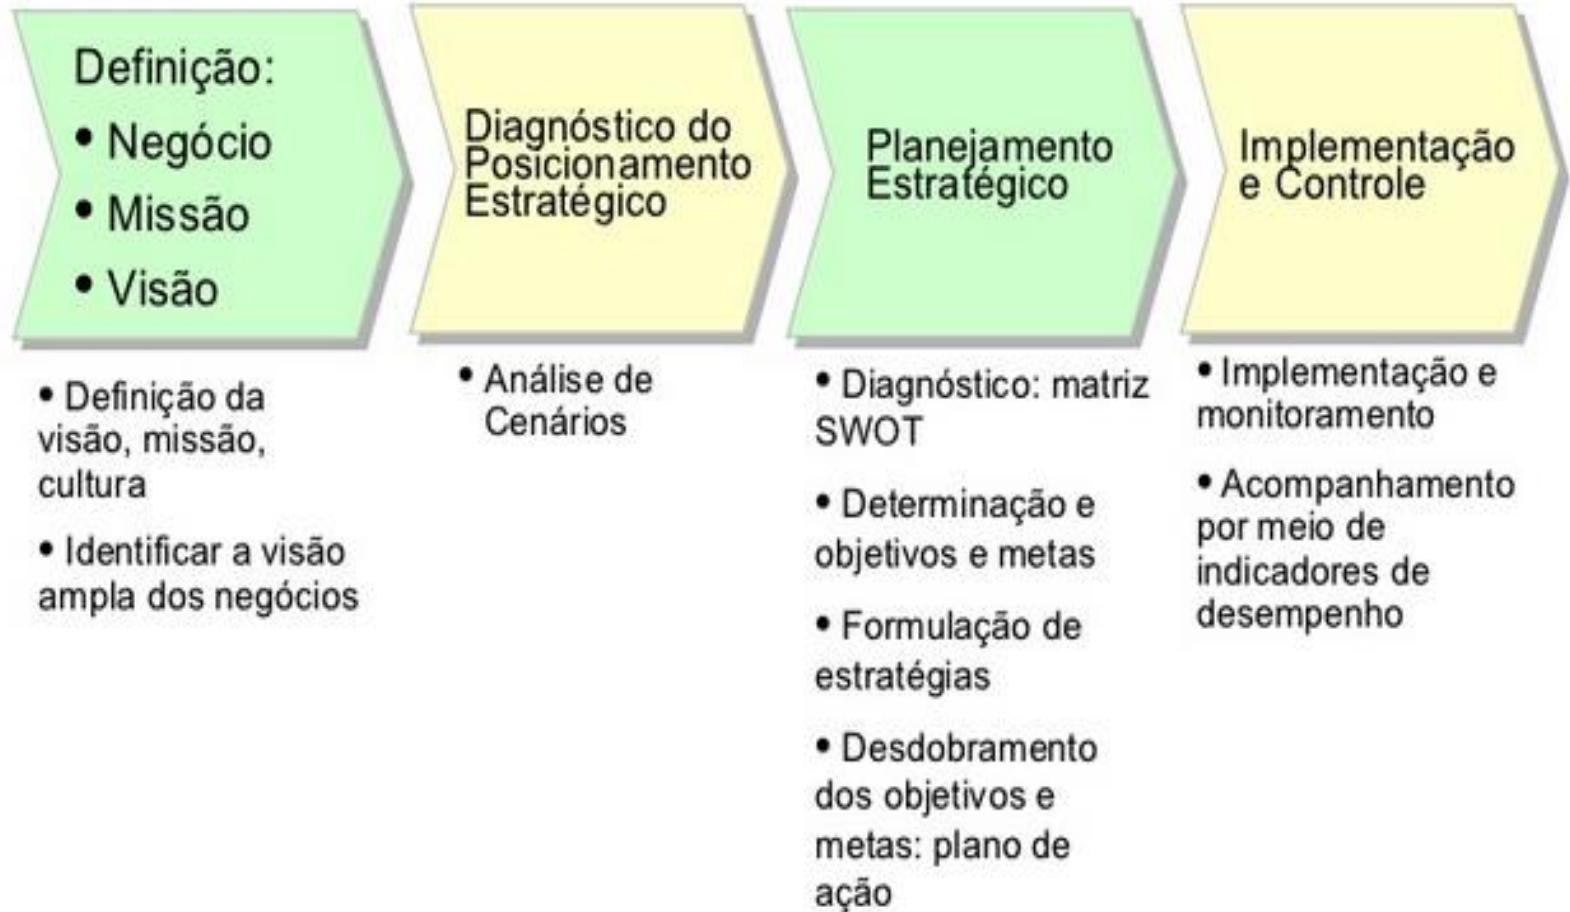 Definição:
• Negócio
• Missão
• Visão
• Definição da
visão, missão,
cultura
• Identificar a visão
ampla dos negócios
Diagnóstico do
Posicionamento
Estratégico
• Análise de
Cenários
Planejamento
Estratégico
• Diagnóstico: matriz
SWOT
• Determinação e
objetivos e metas
• Formulação de
estratégias
• Desdobramento
dos objetivos e
metas: plano de
ação
Implementação
e Controle
• Implementação e
monitoramento
• Acompanhamento
por meio de
indicadores de
desempenho